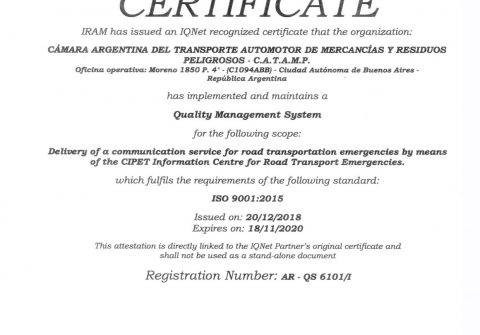 CERTIFICATE
IRAM has issued an IQNet recognized certificate that the organization:
CÁMARA ARGENTINA DEL TRANSPORTE AUTOMOTOR DE MERCANCÍAS Y RESIDUOS
PELIGROSOS - C.A.T.A.M.P.
Oficina operativa: Moreno 1850 P. 4° - (C1094ABB) - Ciudad Autónoma de Buenos Aires -
República Argentina
has implemented and maintains a
Quality Management System
for the following scope:
Delivery of a communication service for road transportation emergencies by means
of the CIPET Information Centre for Road Transport Emergencies.
which fulfils the requirements of the following standard:
ISO 9001:2015
Issued on: 20/12/2018
Expires on: 18/11/2020
This attestation is directly linked to the IQNet Partner's original certificate and
shall not be used as a stand-alone document
Registration Number: AR - QS 6101/I